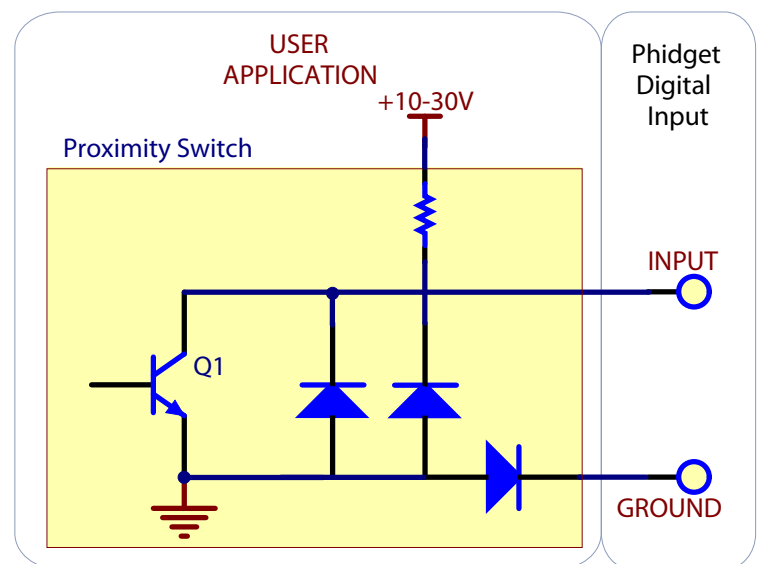 USER
APPLICATION
+10-30V
Proximity Switch
Phidget
Digital
Input
INPUT
Q1
GROUND